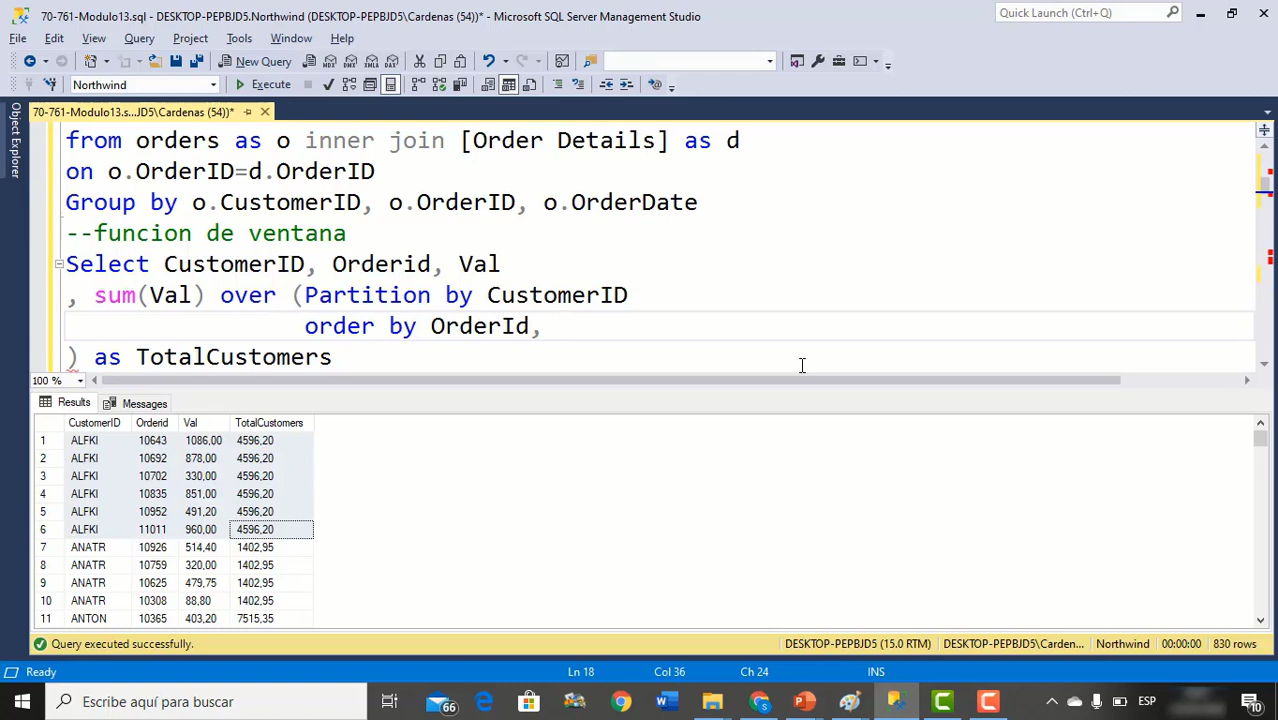 70-761-Modulo13.sql - DESKTOP-PEPBJD5.Northwind (DESKTOP-PEPBJD5\Cardenas (54))* - Microsoft SQL Server Management Studio
Quick Launch (Ctrl+Q)
File Edit View Query Project Tools Window Help
New Query
MDX DMX XMLA DAX
Northwind
Execute
70-761-Modulo13.s...JD5\Cardenas (54))*
Object Explorer
from orders as o inner join [Order Details] as d
on o.OrderID=d.OrderID
Group by o.CustomerID, o.OrderID, o.OrderDate
--funcion de ventana
Select CustomerID, Orderid, Val
, sum(Val) over (Partition by CustomerID
order by OrderId,
) as TotalCustomers
100 %
Results Messages
CustomerID Orderid Val TotalCustomers
1 ALFKI 10643 1086,00 4596,20
2 ALFKI 10692 878,00 4596,20
3 ALFKI 10702 330,00 4596,20
4 ALFKI 10835 851,00 4596,20
5 ALFKI 10952 491,20 4596,20
6 ALFKI 11011 960,00 4596,20
7 ANATR 10926 514,40 1402,95
8 ANATR 10759 320,00 1402,95
9 ANATR 10625 479,75 1402,95
10 ANATR 10308 88,80 1402,95
11 ANTON 10365 403,20 7515,35
Query executed successfully.
DESKTOP-PEPBJD5 (15.0 RTM) DESKTOP-PEPBJD5\Carden... Northwind 00:00:00 830 rows
Ready Ln 18 Col 36 Ch 24 INS
Escribe aquí para buscar
66
ESP
10